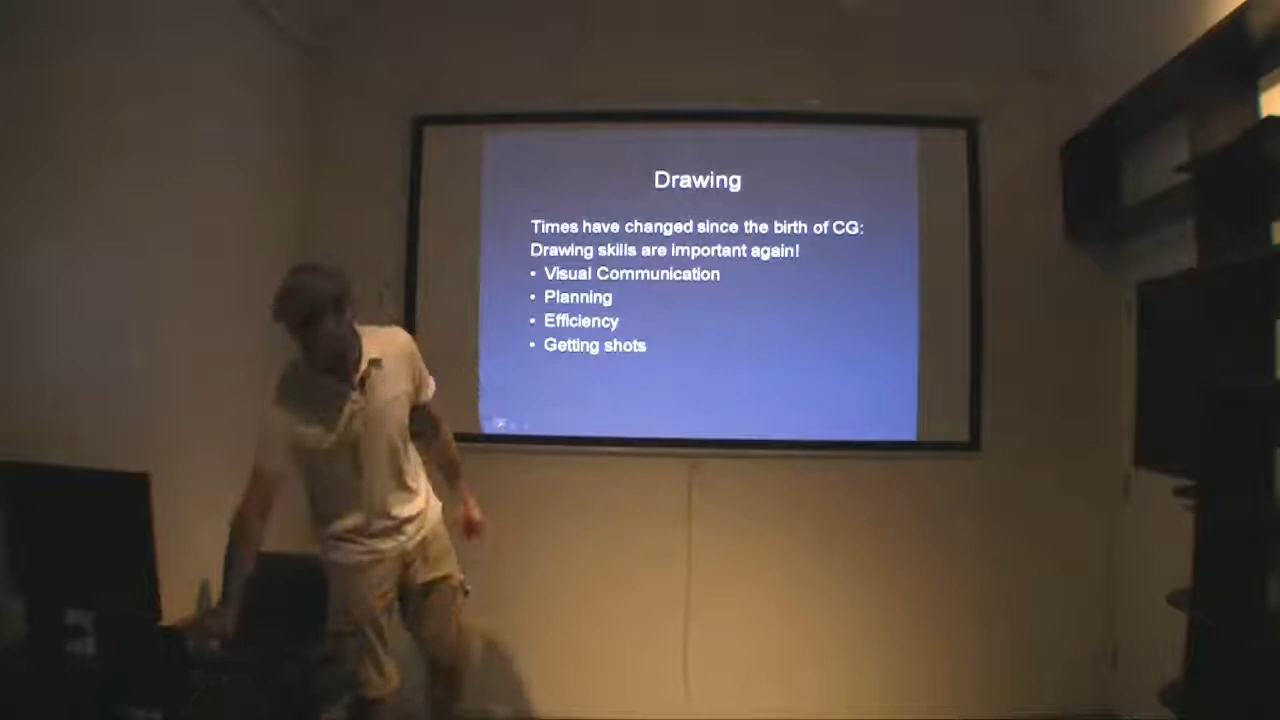 Drawing
Times have changed since the birth of CG:
Drawing skills are important again!
• Visual Communication
• Planning
• Efficiency
• Getting shots